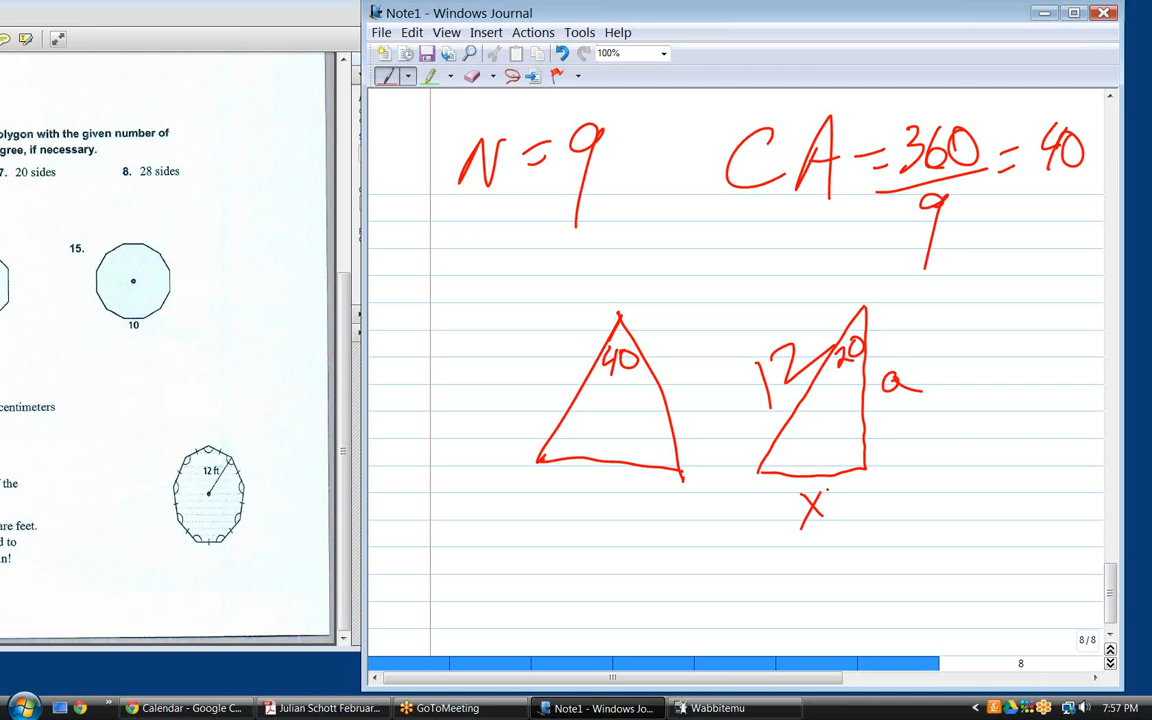 Note1 - Windows Journal
File Edit View Insert Actions Tools Help
100%
olygon with the given number of
gree, if necessary.
7. 20 sides
8. 28 sides
15.
10
centimeters
12 ft
f the
are feet.
d to
n!
N = 9
CA = 360/9 = 40
40
12
20
a
X
8/8
8
Calendar - Google C...
Julian Schott Februar...
GoToMeeting
Note1 - Windows Jo...
Wabbitemu
7:57 PM